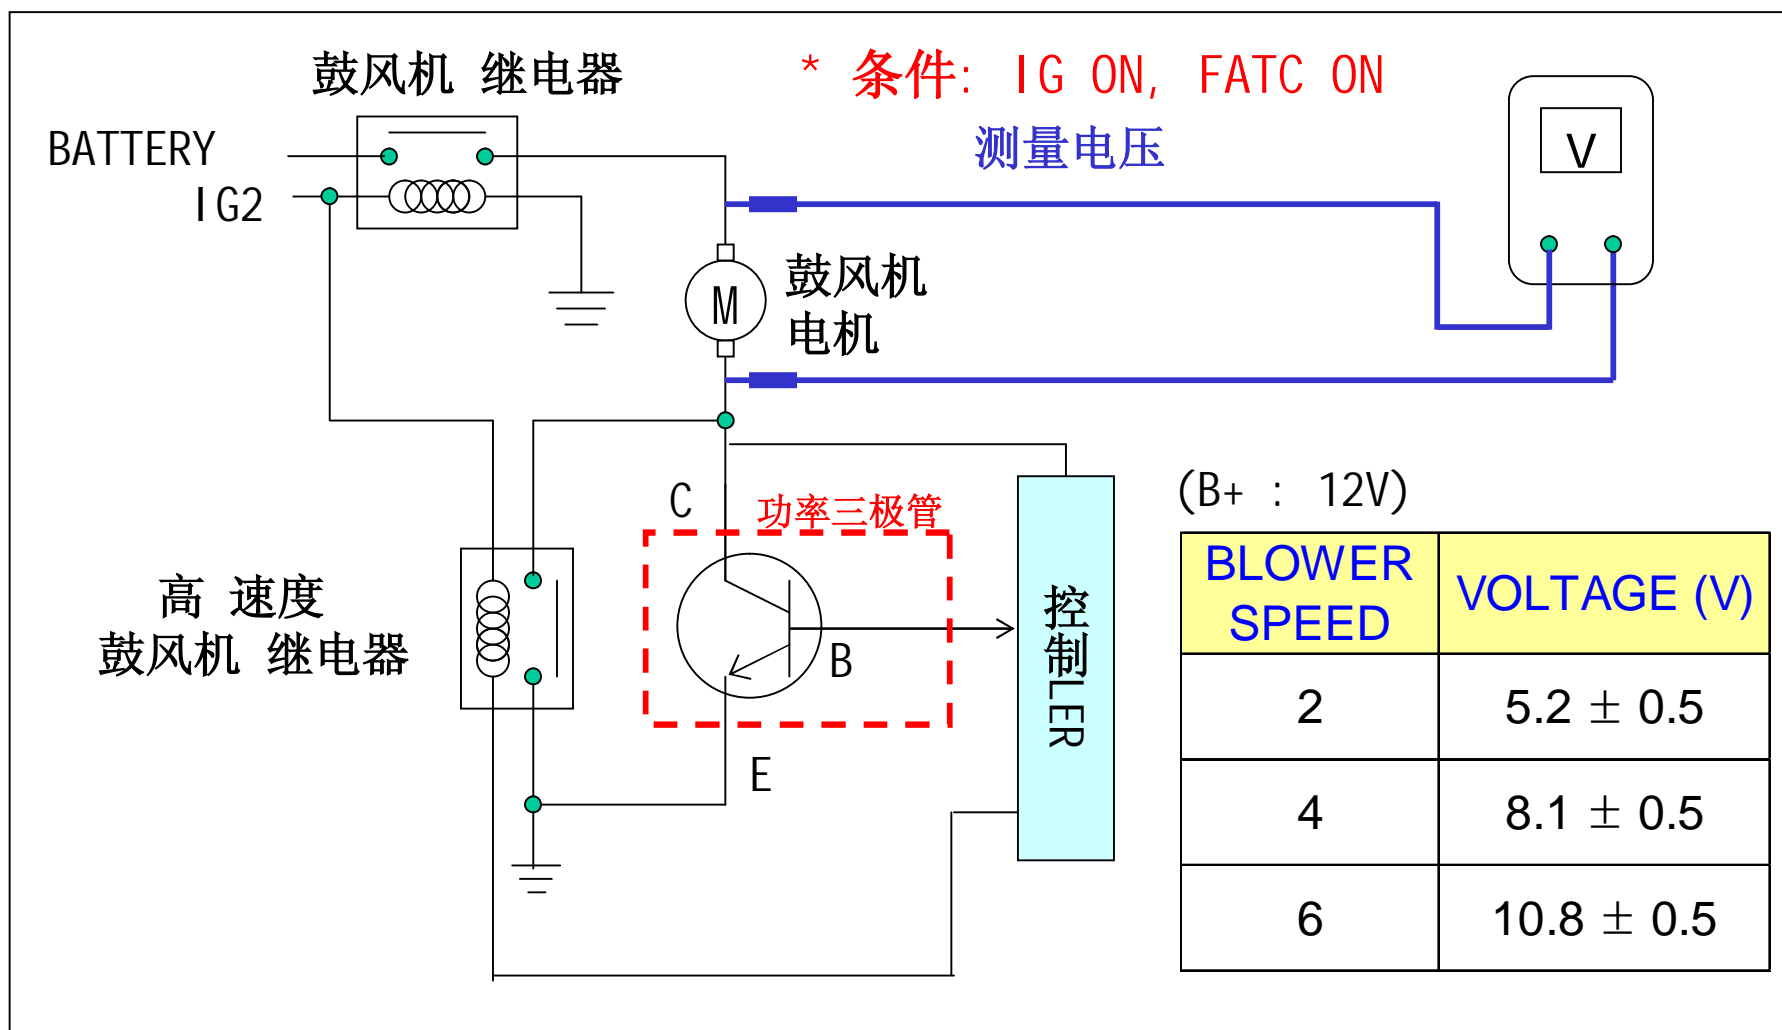 鼓风机 继电器
* 条件: IG ON, FATC ON
测量电压
BATTERY
IG2
V
M
鼓风机
电机
C
功率三极管
B
E
高 速度
鼓风机 继电器
控制LER
(B+ : 12V)
BLOWER SPEED VOLTAGE (V)
2 5.2 ± 0.5
4 8.1 ± 0.5
6 10.8 ± 0.5